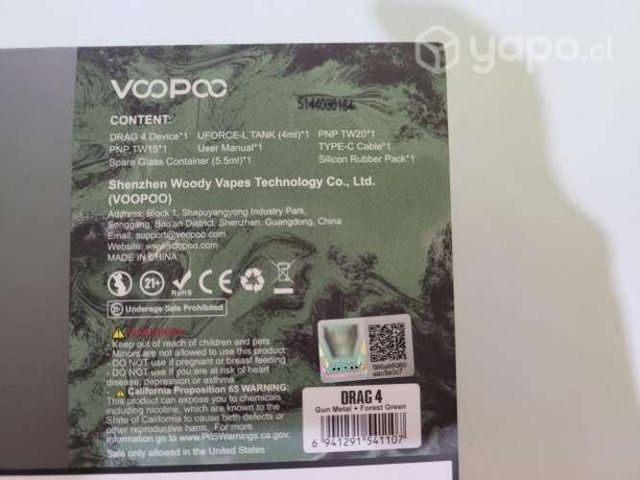 yapo.cl
VOOPOO
5144030184
CONTENT:
DRAG 4 Device*1 UFORCE-L TANK (4ml)*1 PNP TW20*1
PNP TW15*1 User Manual*1 TYPE-C Cable*1
Spare Glass Container (5.5ml)*1 Silicon Rubber Pack*1
Shenzhen Woody Vapes Technology Co., Ltd.
(VOOPOO)
Address: Block 1, Shapuyangyong Industry Park,
Songgang, Bao'an District, Shenzhen, Guangdong, China
Email: support@voopoo.com
Website: www.voopoo.com
MADE IN CHINA
21+ RoHS CE
21+ Underage Sale Prohibited
- Keep out of reach of children and pets
- Minors are not allowed to use this product
- DO NOT use if pregnant or breast feeding
- DO NOT use if you are at risk of heart
disease, depression or asthma
California Proposition 65 WARNING:
This product can expose you to chemicals
including nicotine, which are known to the
State of California to cause birth defects or
other reproductive harm. For more
information go to www.P65Warnings.ca.gov.
Sale only allowed in the United States
DRAG 4
Gun Metal + Forest Green
6 941291 541107